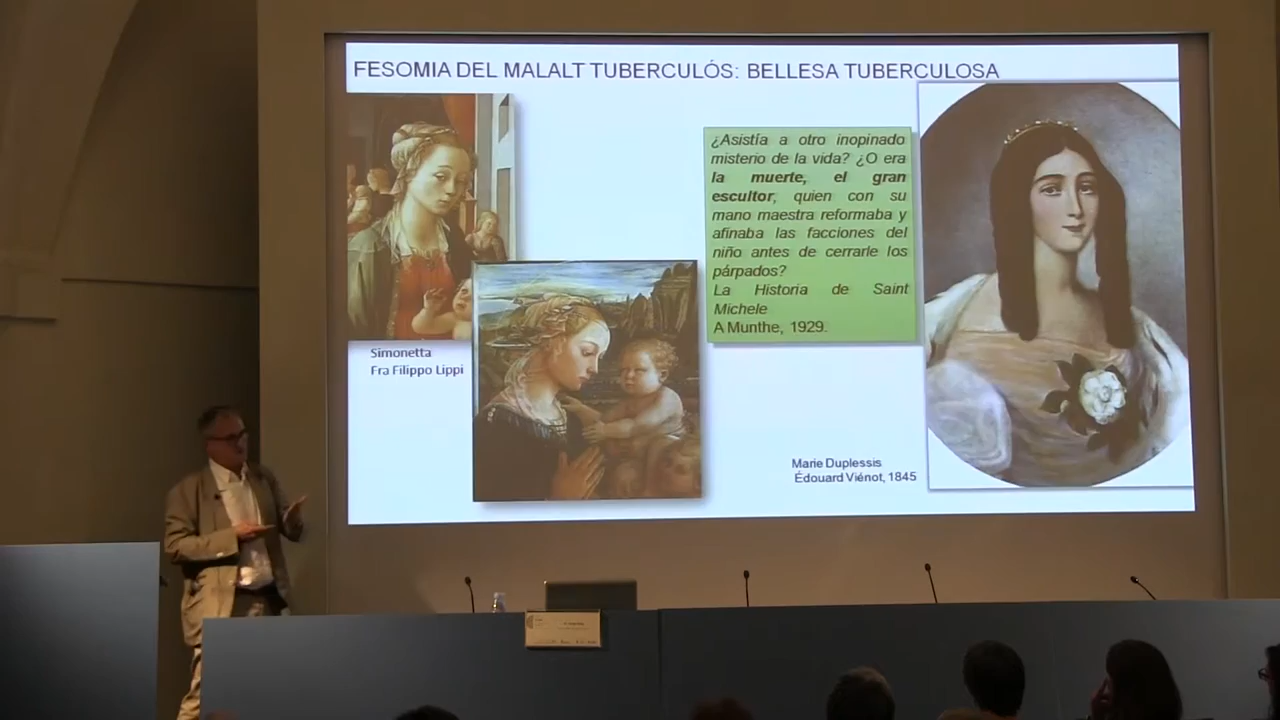 FESOMIA DEL MALALT TUBERCULÓS: BELLESA TUBERCULOSA
¿Asistía a otro inopinado
misterio de la vida? ¿O era
la muerte, el gran
escultor, quien con su
mano maestra reformaba y
afinaba las facciones del
niño antes de cerrarle los
párpados?
La Historia de Saint
Michele
A Munthe, 1929.
Simonetta
Fra Filippo Lippi
Marie Duplessis
Édouard Viénot, 1845